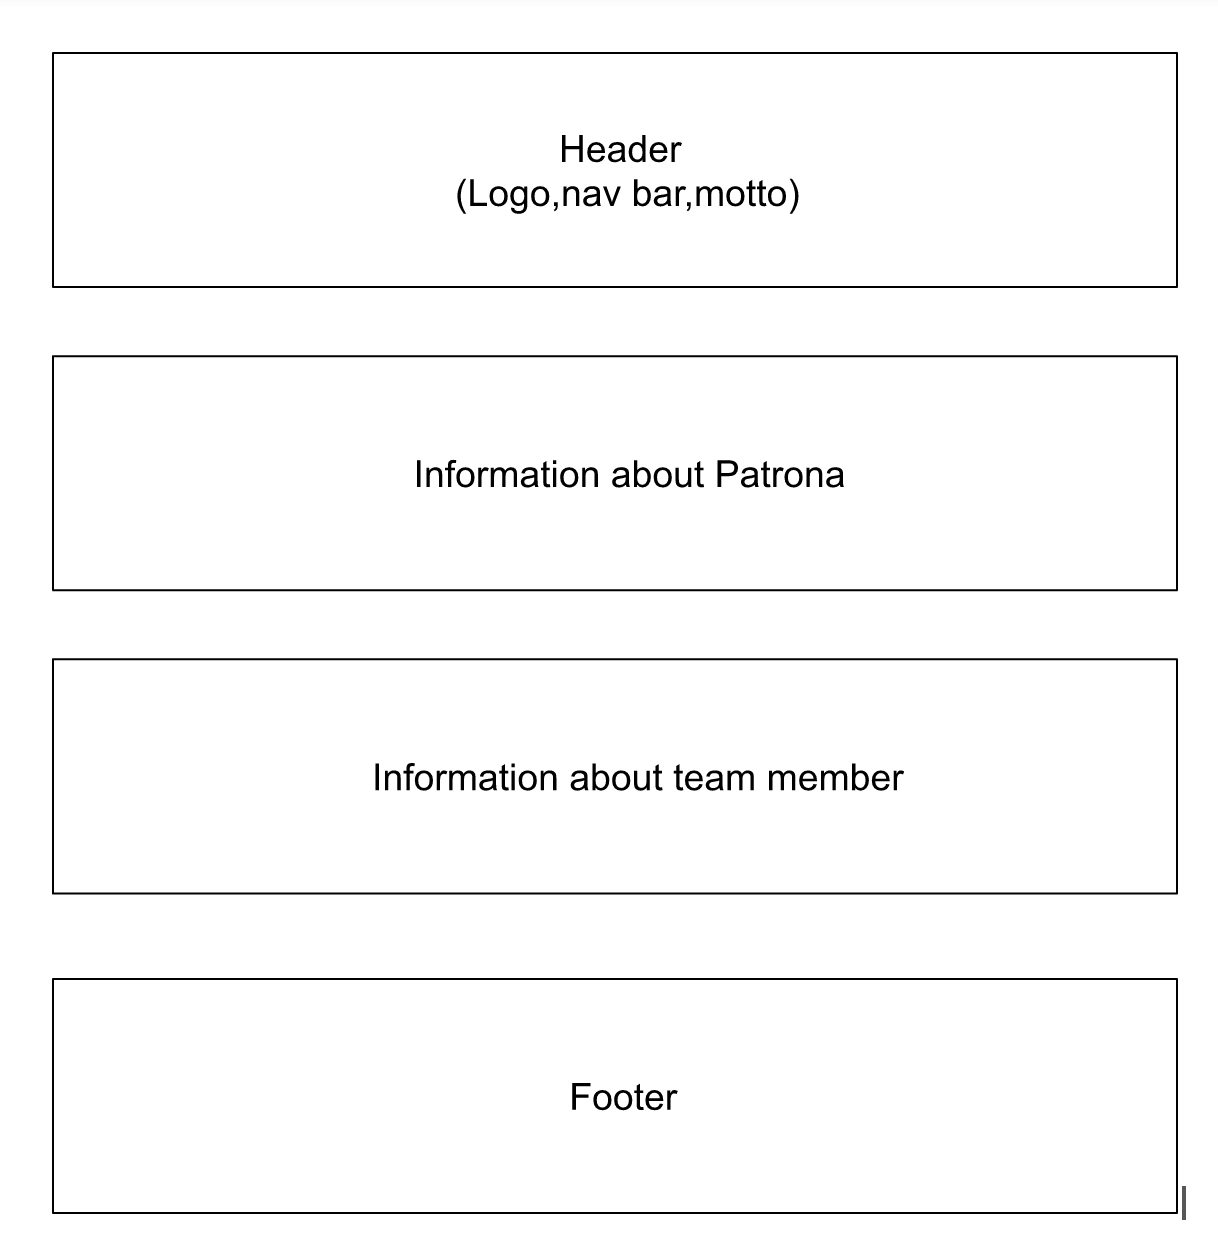 Header
(Logo,nav bar,motto)
Information about Patrona
Information about team member
Footer